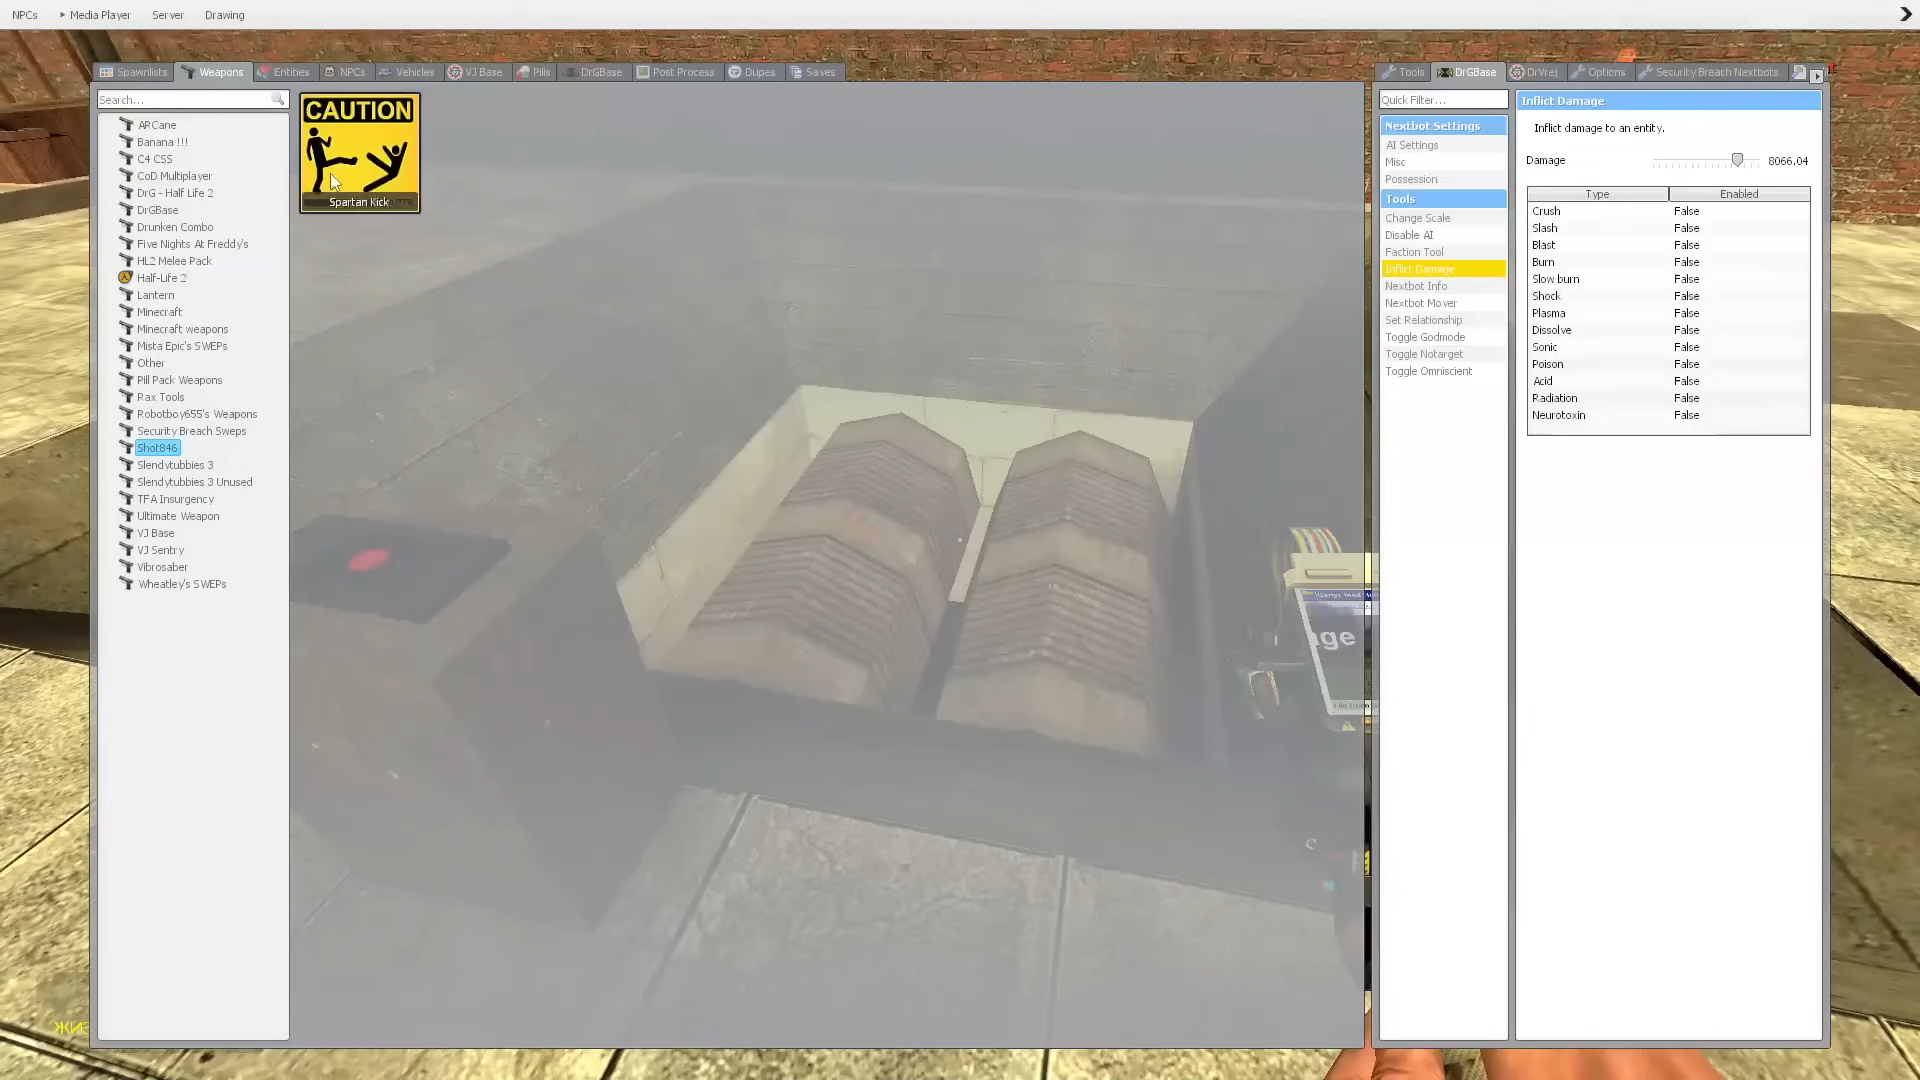 NPCs Media Player Server Drawing
Spawnlists Weapons Entities NPCs Vehicles VJ Base Pills DrGBase Post Process Dupes Saves
Tools DrGBase DrVrej Options Security Breach Nextbots
Search...
ARCane
Banana !!!
C4 CSS
CoD Multiplayer
DrG - Half Life 2
DrGBase
Drunken Combo
Five Nights At Freddy's
HL2 Melee Pack
Half-Life 2
Lantern
Minecraft
Minecraft weapons
Mista Epic's SWEPs
Other
Pill Pack Weapons
Rax Tools
Robotboy655's Weapons
Security Breach Sweps
Shot846
Slendytubbies 3
Slendytubbies 3 Unused
TFA Insurgency
Ultimate Weapon
VJ Base
VJ Sentry
Vibrosaber
Wheatley's SWEPs
CAUTION
Spartan Kick
Quick Filter...
Nextbot Settings
AI Settings
Misc
Possession
Tools
Change Scale
Disable AI
Faction Tool
Inflict Damage
Nextbot Info
Nextbot Mover
Set Relationship
Toggle Godmode
Toggle Notarget
Toggle Omniscient
Inflict Damage
Inflict damage to an entity.
Damage 8066.04
Type Enabled
Crush False
Slash False
Blast False
Burn False
Slow burn False
Shock False
Plasma False
Dissolve False
Sonic False
Poison False
Acid False
Radiation False
Neurotoxin False
age